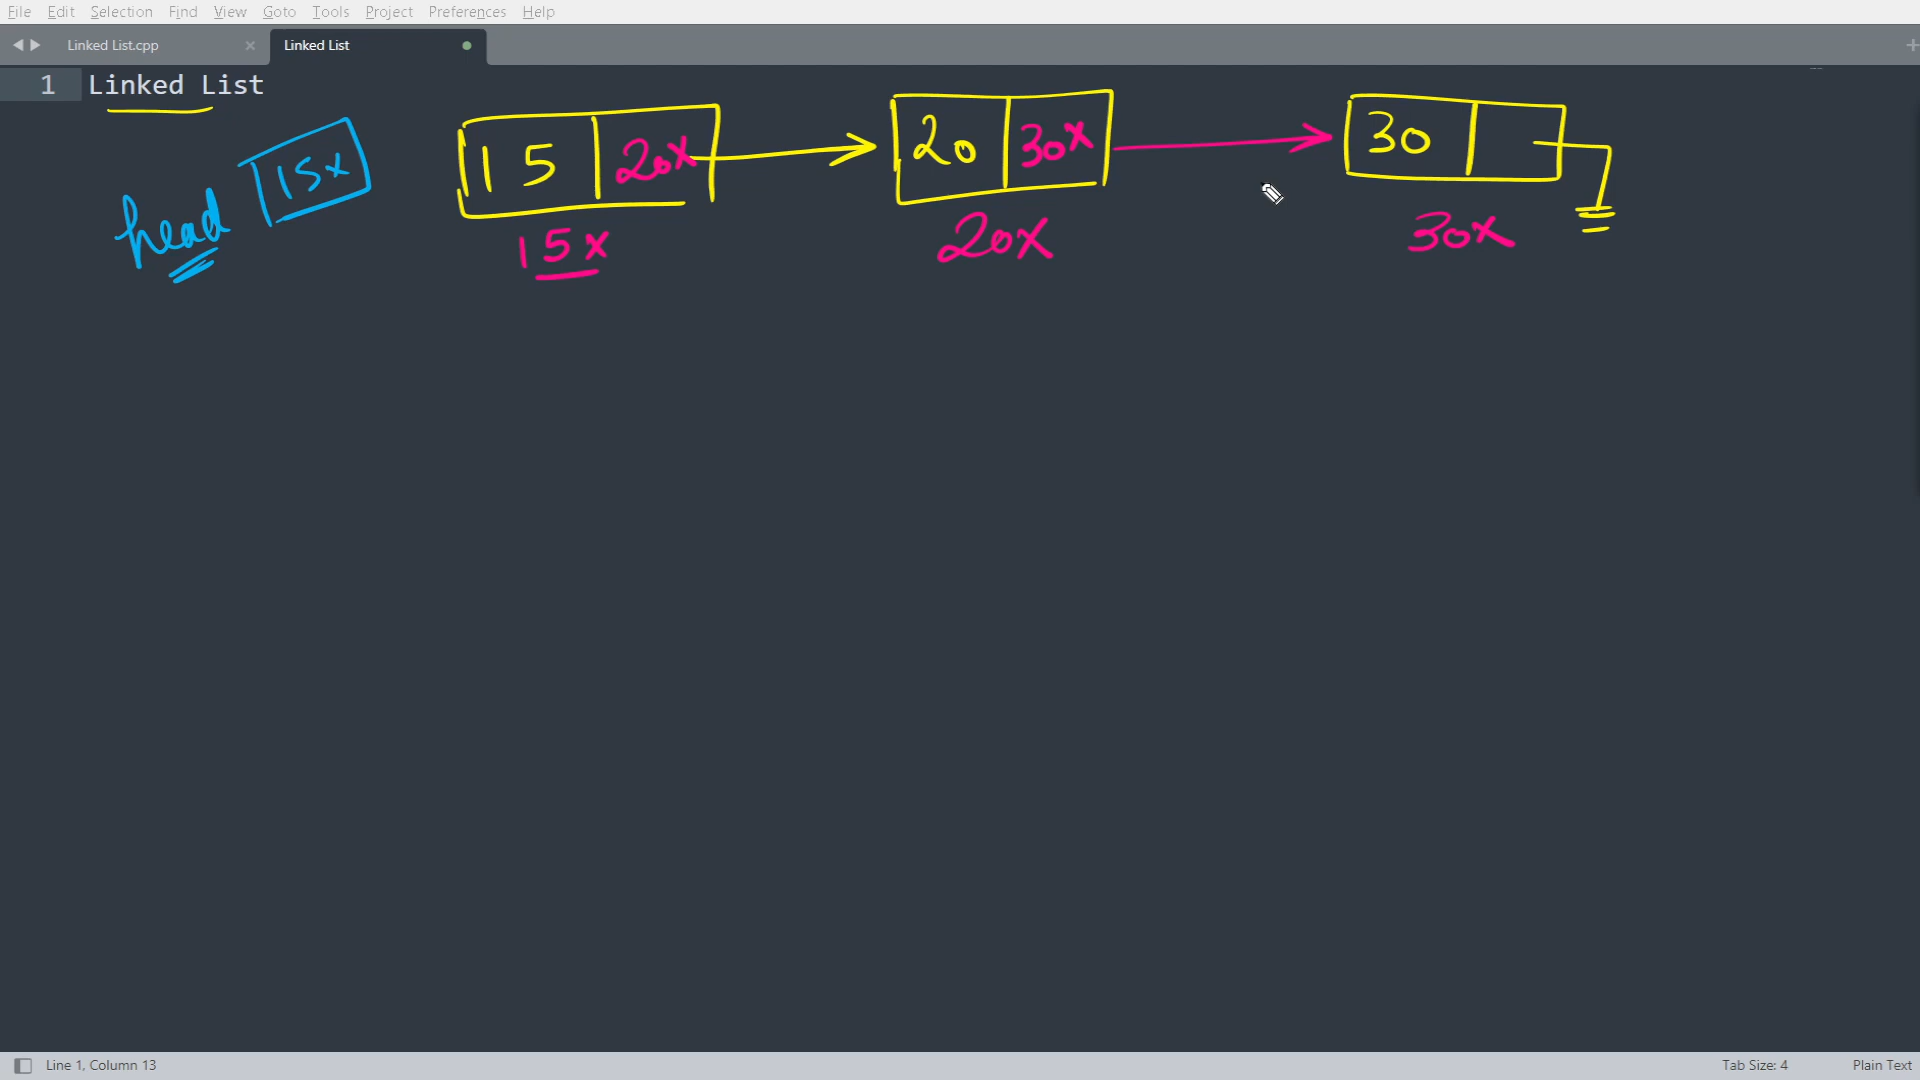 File Edit Selection Find View Goto Tools Project Preferences Help
Linked List.cpp Linked List
1 Linked List
head 15x
15 20x 20 30x 30
15x 20x 30x
Line 1, Column 13 Tab Size: 4 Plain Text